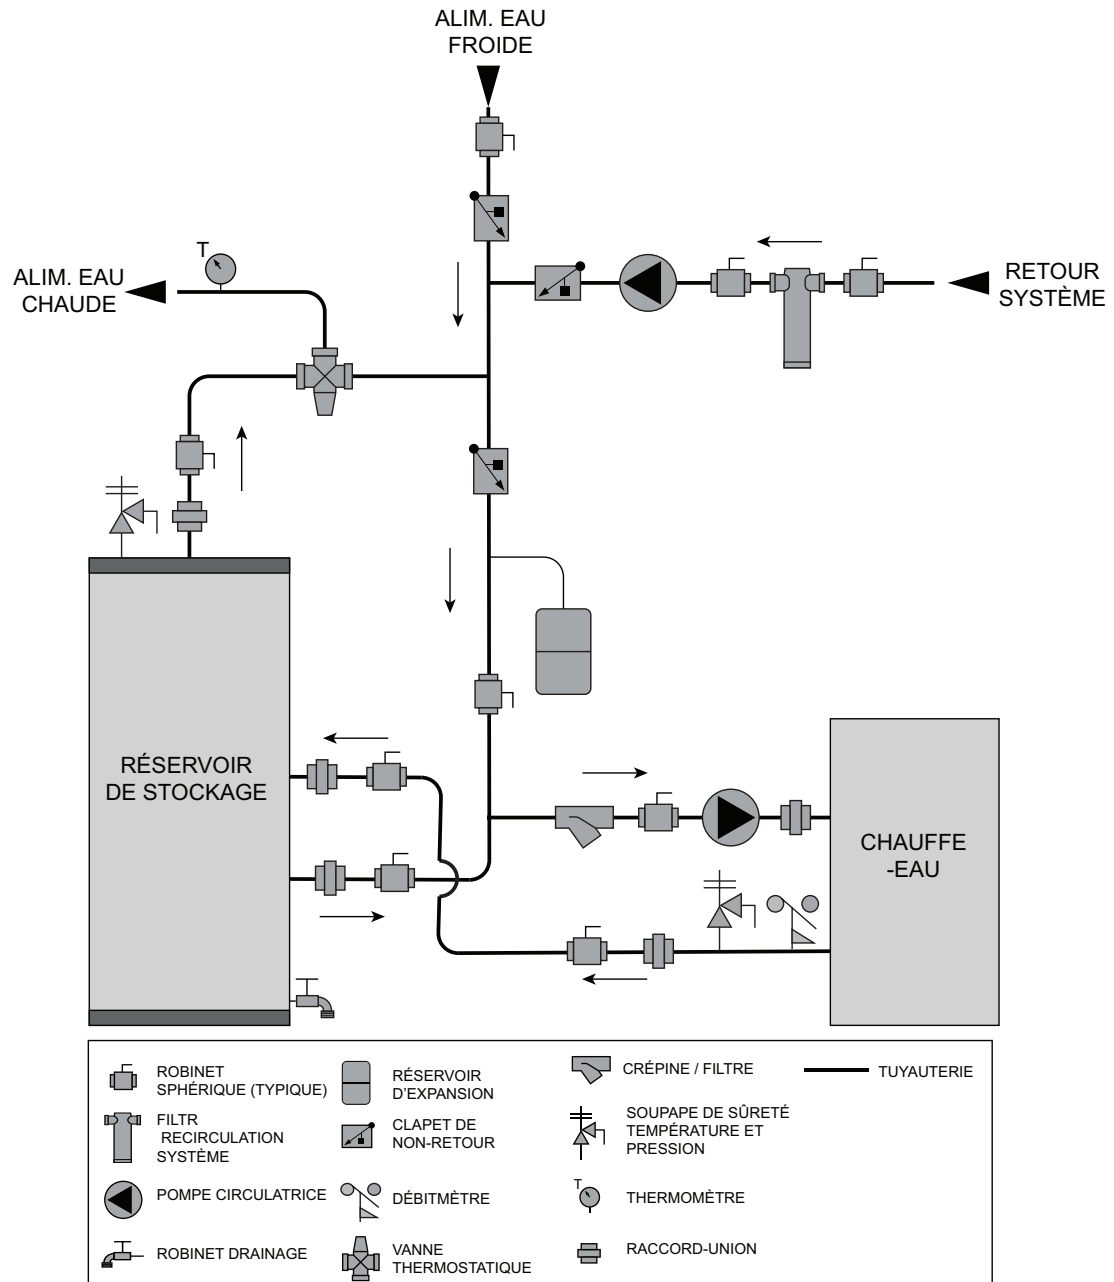 ALIM. EAU
FROIDE
T
ALIM. EAU
CHAUDE
RETOUR
SYSTÈME
RÉSERVOIR
DE STOCKAGE
CHAUFFE
-EAU
ROBINET
SPHÉRIQUE (TYPIQUE)
FILTR
RECIRCULATION
SYSTÈME
POMPE CIRCULATRICE
ROBINET DRAINAGE
RÉSERVOIR
D'EXPANSION
CLAPET DE
NON-RETOUR
DÉBITMÈTRE
VANNE
THERMOSTATIQUE
CRÉPINE / FILTRE
SOUPAPE DE SÛRETÉ
TEMPÉRATURE ET
PRESSION
T
THERMOMÈTRE
RACCORD-UNION
TUYAUTERIE